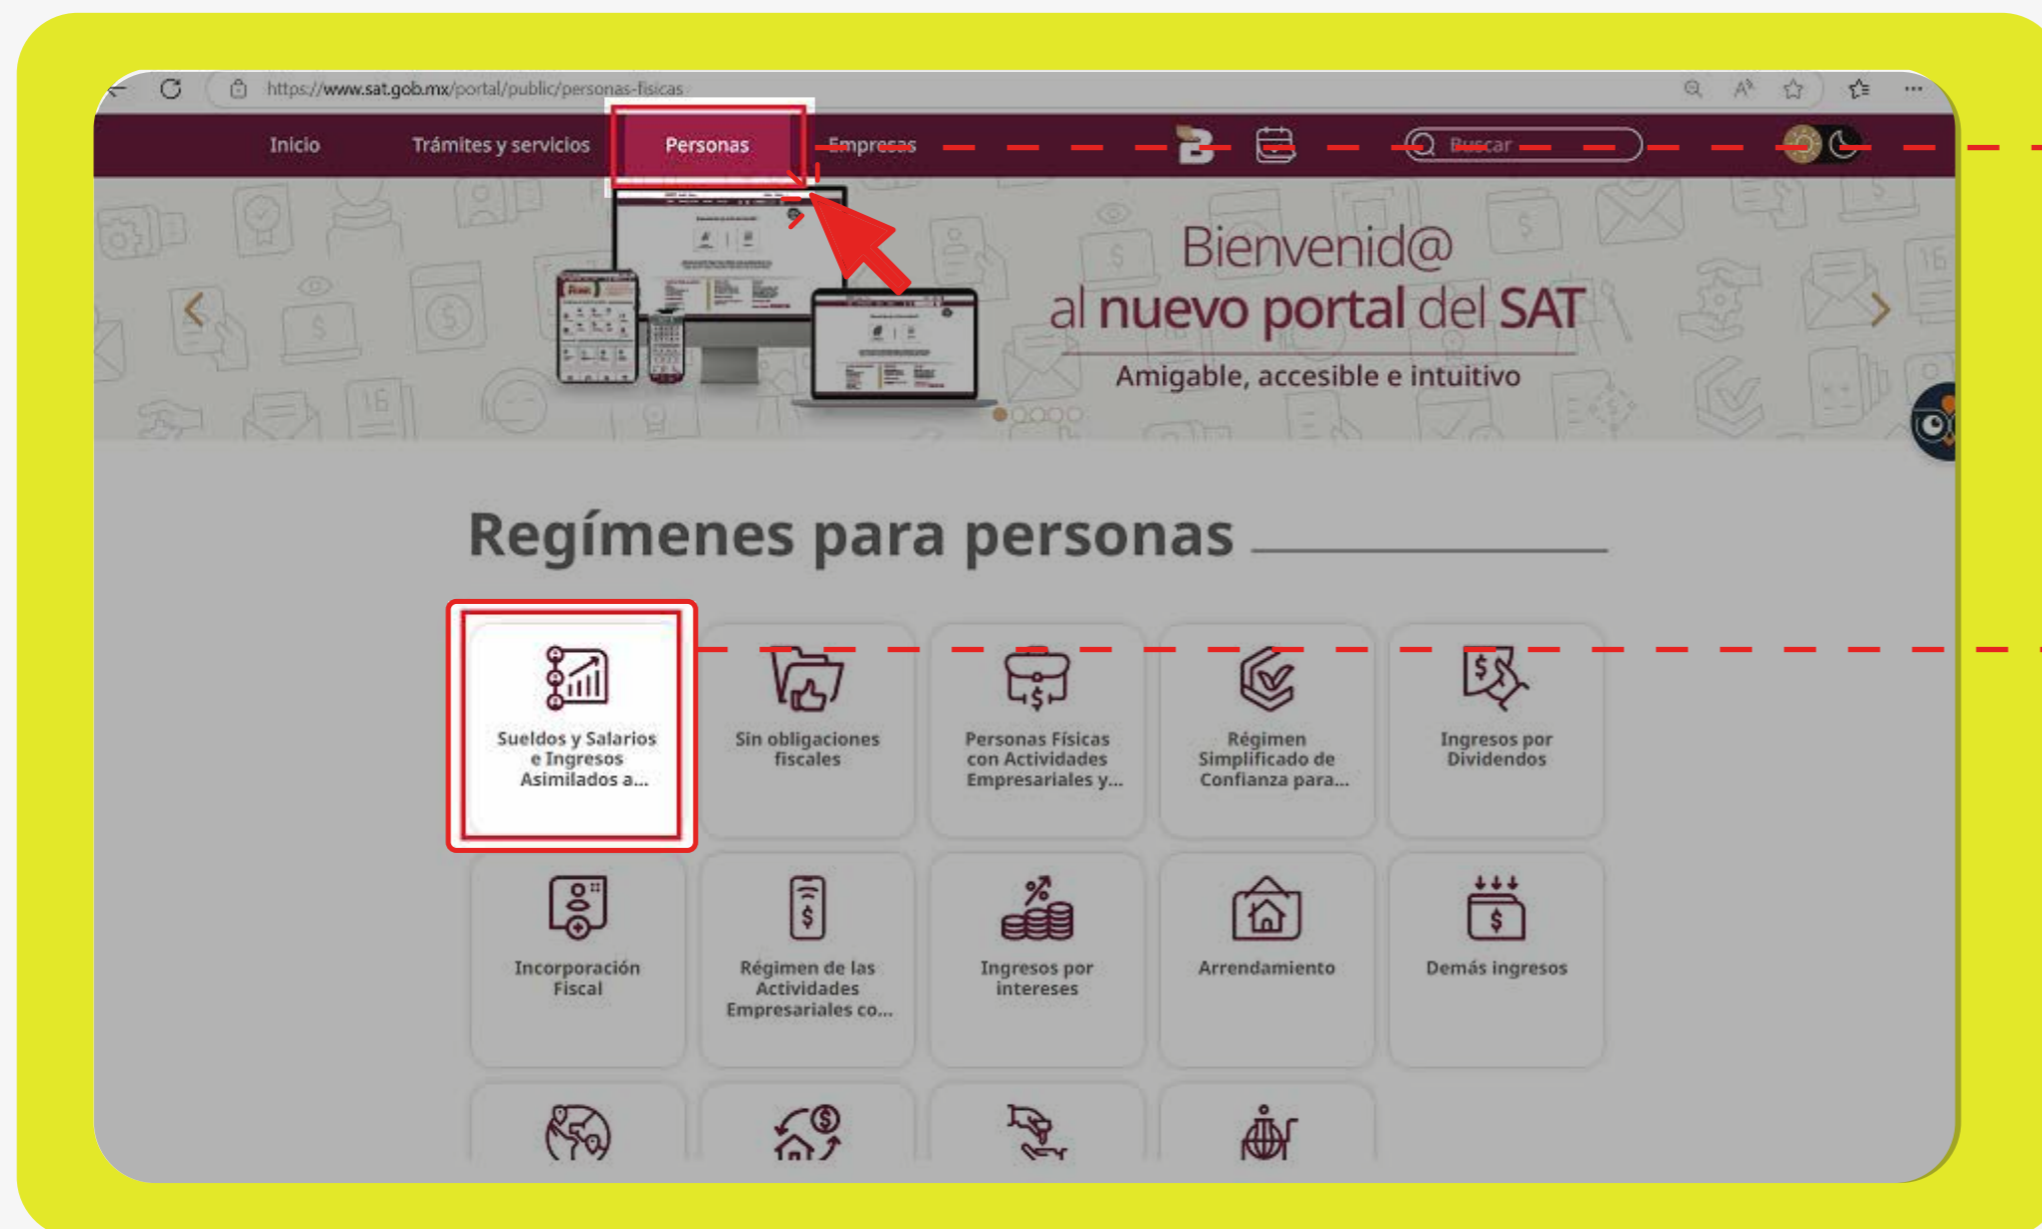 https://www.sat.gob.mx/portal/public/personas-fisicas
Inicio
Trámites y servicios
Personas
Empresas
Buscar
Bienvenid@
al nuevo portal del SAT
Amigable, accesible e intuitivo
Regímenes para personas
Sueldos y Salarios
e Ingresos
Asimilados a...
Sin obligaciones
fiscales
Personas Físicas
con Actividades
Empresariales y...
Régimen
Simplificado de
Confianza para...
Ingresos por
Dividendos
Incorporación
Fiscal
Régimen de las
Actividades
Empresariales co...
Ingresos por
intereses
Arrendamiento
Demás ingresos